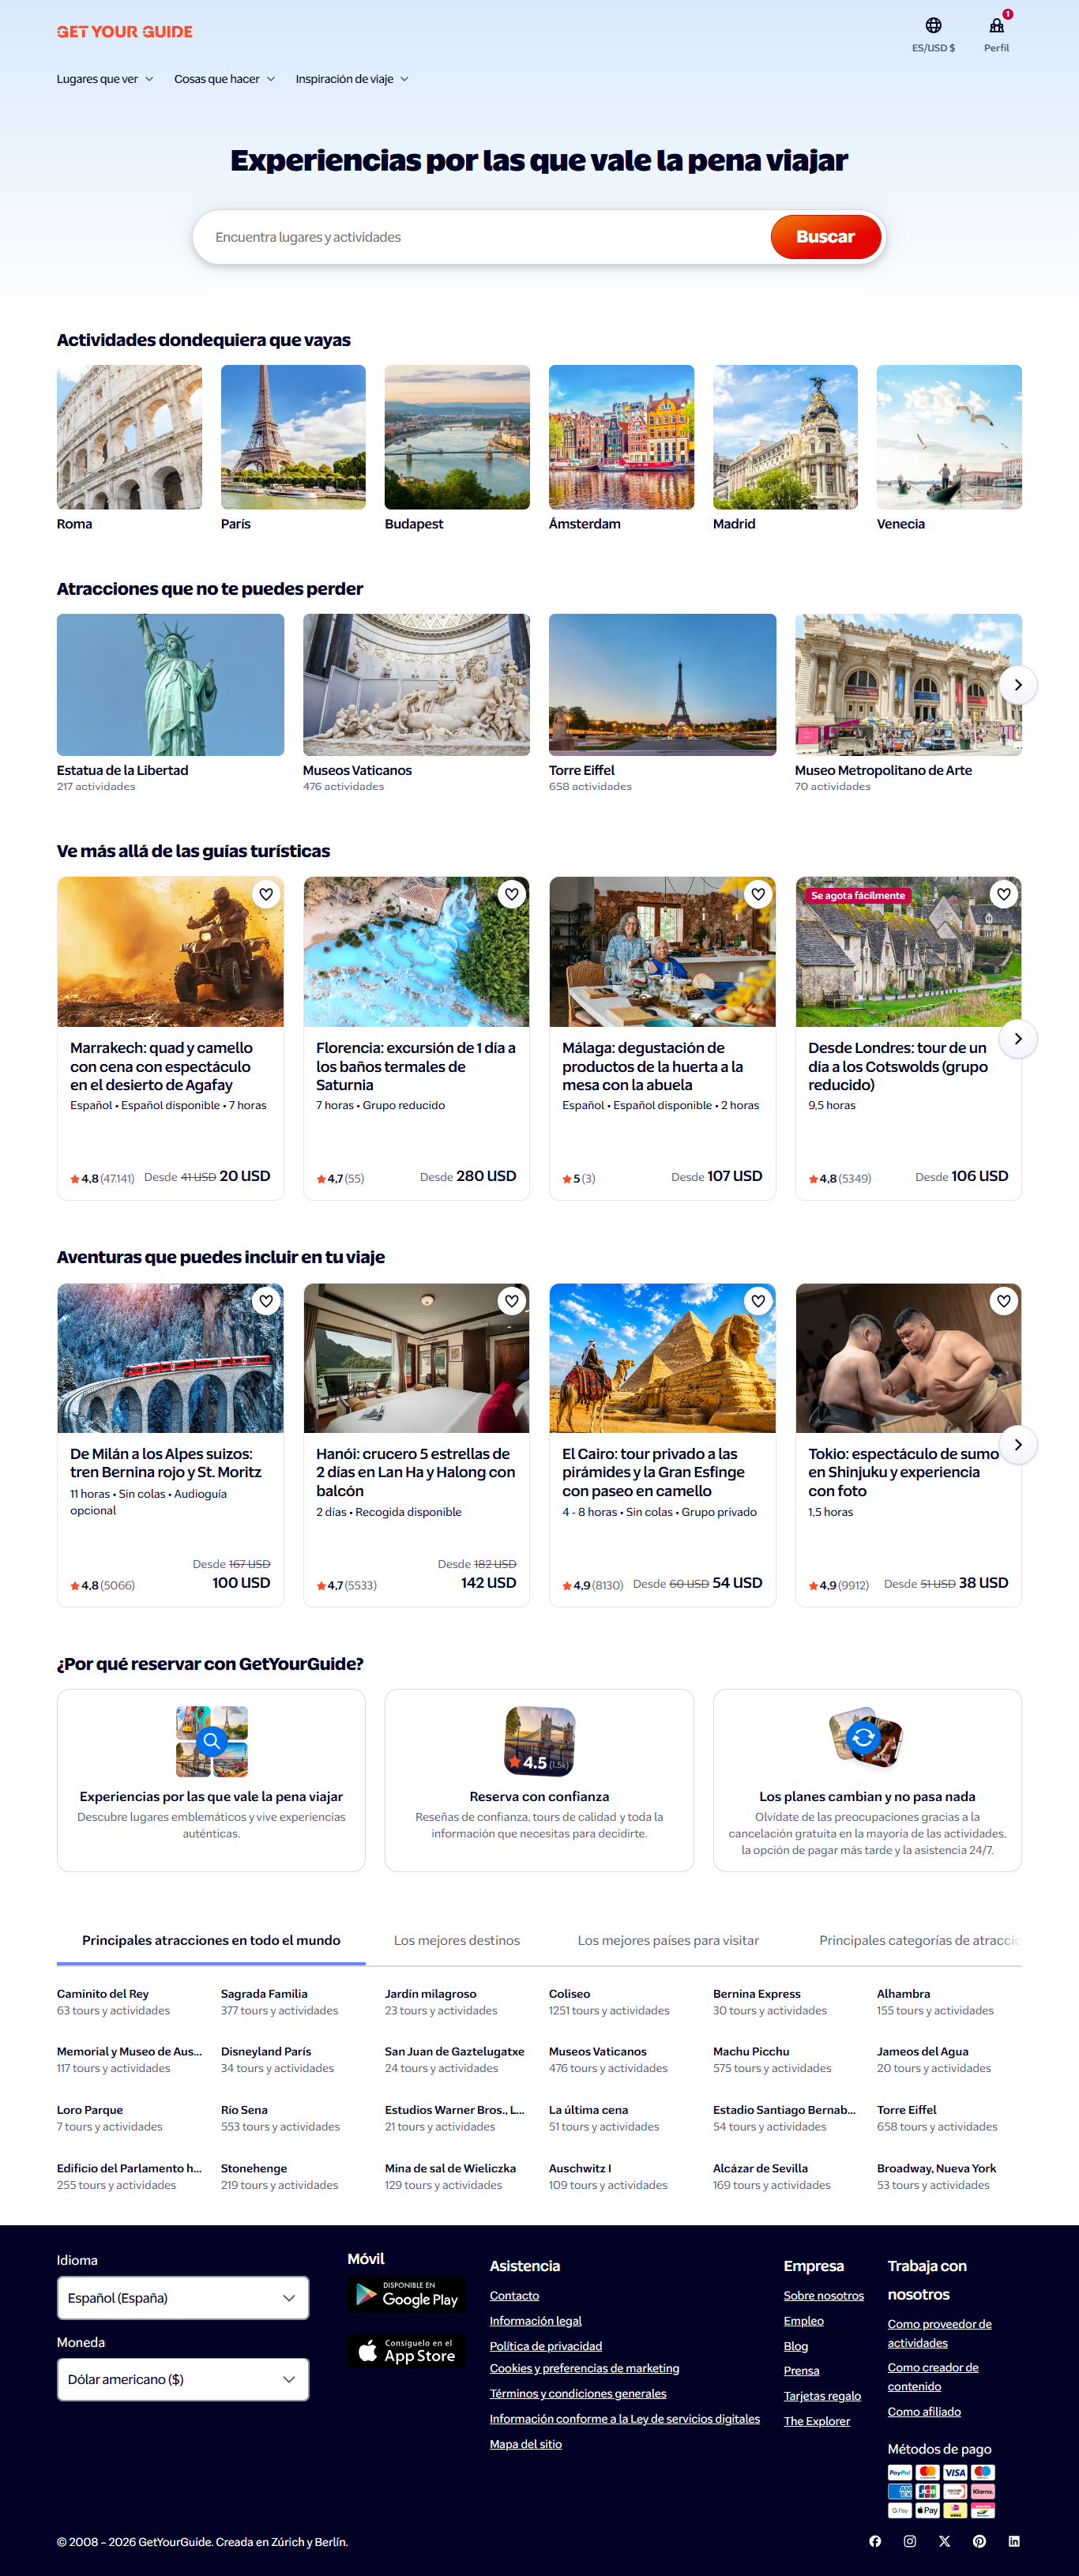 GET YOUR GUIDE
ES/USD $
1
Perfil
Lugares que ver
Cosas que hacer
Inspiración de viaje
Experiencias por las que vale la pena viajar
Encuentra lugares y actividades
Buscar
Actividades dondequiera que vayas
Roma
París
Budapest
Ámsterdam
Madrid
Venecia
Atracciones que no te puedes perder
Estatua de la Libertad
217 actividades
Museos Vaticanos
476 actividades
Torre Eiffel
658 actividades
Museo Metropolitano de Arte
70 actividades
Ve más allá de las guías turísticas
Marrakech: quad y camello
con cena con espectáculo
en el desierto de Agafay
Español • Español disponible • 7 horas
4,8 (47.141)
Desde 41 USD 20 USD
Florencia: excursión de 1 día a
los baños termales de
Saturnia
7 horas • Grupo reducido
4,7 (55)
Desde 280 USD
Málaga: degustación de
productos de la huerta a la
mesa con la abuela
Español • Español disponible • 2 horas
5 (3)
Desde 107 USD
Se agota fácilmente
Desde Londres: tour de un
día a los Cotswolds (grupo
reducido)
9,5 horas
4,8 (5349)
Desde 106 USD
Aventuras que puedes incluir en tu viaje
De Milán a los Alpes suizos:
tren Bernina rojo y St. Moritz
11 horas • Sin colas • Audioguía
opcional
4,8 (5066)
Desde 167 USD
100 USD
Hanói: crucero 5 estrellas de
2 días en Lan Ha y Halong con
balcón
2 días • Recogida disponible
4,7 (5533)
Desde 182 USD
142 USD
El Cairo: tour privado a las
pirámides y la Gran Esfinge
con paseo en camello
4 - 8 horas • Sin colas • Grupo privado
4,9 (8130)
Desde 60 USD 54 USD
Tokio: espectáculo de sumo
en Shinjuku y experiencia
con foto
1,5 horas
4,9 (9912)
Desde 51 USD 38 USD
¿Por qué reservar con GetYourGuide?
Experiencias por las que vale la pena viajar
Descubre lugares emblemáticos y vive experiencias
auténticas.
4.5 (1.5k)
Reserva con confianza
Reseñas de confianza, tours de calidad y toda la
información que necesitas para decidirte.
Los planes cambian y no pasa nada
Olvídate de las preocupaciones gracias a la
cancelación gratuita en la mayoría de las actividades,
la opción de pagar más tarde y la asistencia 24/7.
Principales atracciones en todo el mundo
Los mejores destinos
Los mejores países para visitar
Principales categorías de atraccio
Caminito del Rey
63 tours y actividades
Sagrada Familia
377 tours y actividades
Jardín milagroso
23 tours y actividades
Coliseo
1251 tours y actividades
Bernina Express
30 tours y actividades
Alhambra
155 tours y actividades
Memorial y Museo de Aus...
117 tours y actividades
Disneyland París
34 tours y actividades
San Juan de Gaztelugatxe
24 tours y actividades
Museos Vaticanos
476 tours y actividades
Machu Picchu
575 tours y actividades
Jameos del Agua
20 tours y actividades
Loro Parque
7 tours y actividades
Río Sena
553 tours y actividades
Estudios Warner Bros., L...
21 tours y actividades
La última cena
51 tours y actividades
Estadio Santiago Bernab...
54 tours y actividades
Torre Eiffel
658 tours y actividades
Edificio del Parlamento h...
255 tours y actividades
Stonehenge
219 tours y actividades
Mina de sal de Wieliczka
129 tours y actividades
Auschwitz I
109 tours y actividades
Alcázar de Sevilla
169 tours y actividades
Broadway, Nueva York
53 tours y actividades
Idioma
Español (España)
Moneda
Dólar americano ($)
Móvil
DISPONIBLE EN
Google Play
Consíguelo en el
App Store
Asistencia
Contacto
Información legal
Política de privacidad
Cookies y preferencias de marketing
Términos y condiciones generales
Información conforme a la Ley de servicios digitales
Mapa del sitio
Empresa
Sobre nosotros
Empleo
Blog
Prensa
Tarjetas regalo
The Explorer
Trabaja con
nosotros
Como proveedor de
actividades
Como creador de
contenido
Como afiliado
Métodos de pago
PayPal
VISA
JCB
Klarna.
G Pay
Pay
© 2008 – 2026 GetYourGuide. Creada en Zúrich y Berlín.